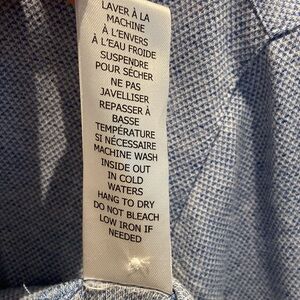 LAVER À LA
MACHINE
À L'ENVERS
À L'EAU FROIDE
SUSPENDRE
POUR SÉCHER
NE PAS
JAVELLISER
REPASSER À
BASSE
TEMPÉRATURE
SI NÉCESSAIRE
MACHINE WASH
INSIDE OUT
IN COLD
WATERS
HANG TO DRY
DO NOT BLEACH
LOW IRON IF
NEEDED